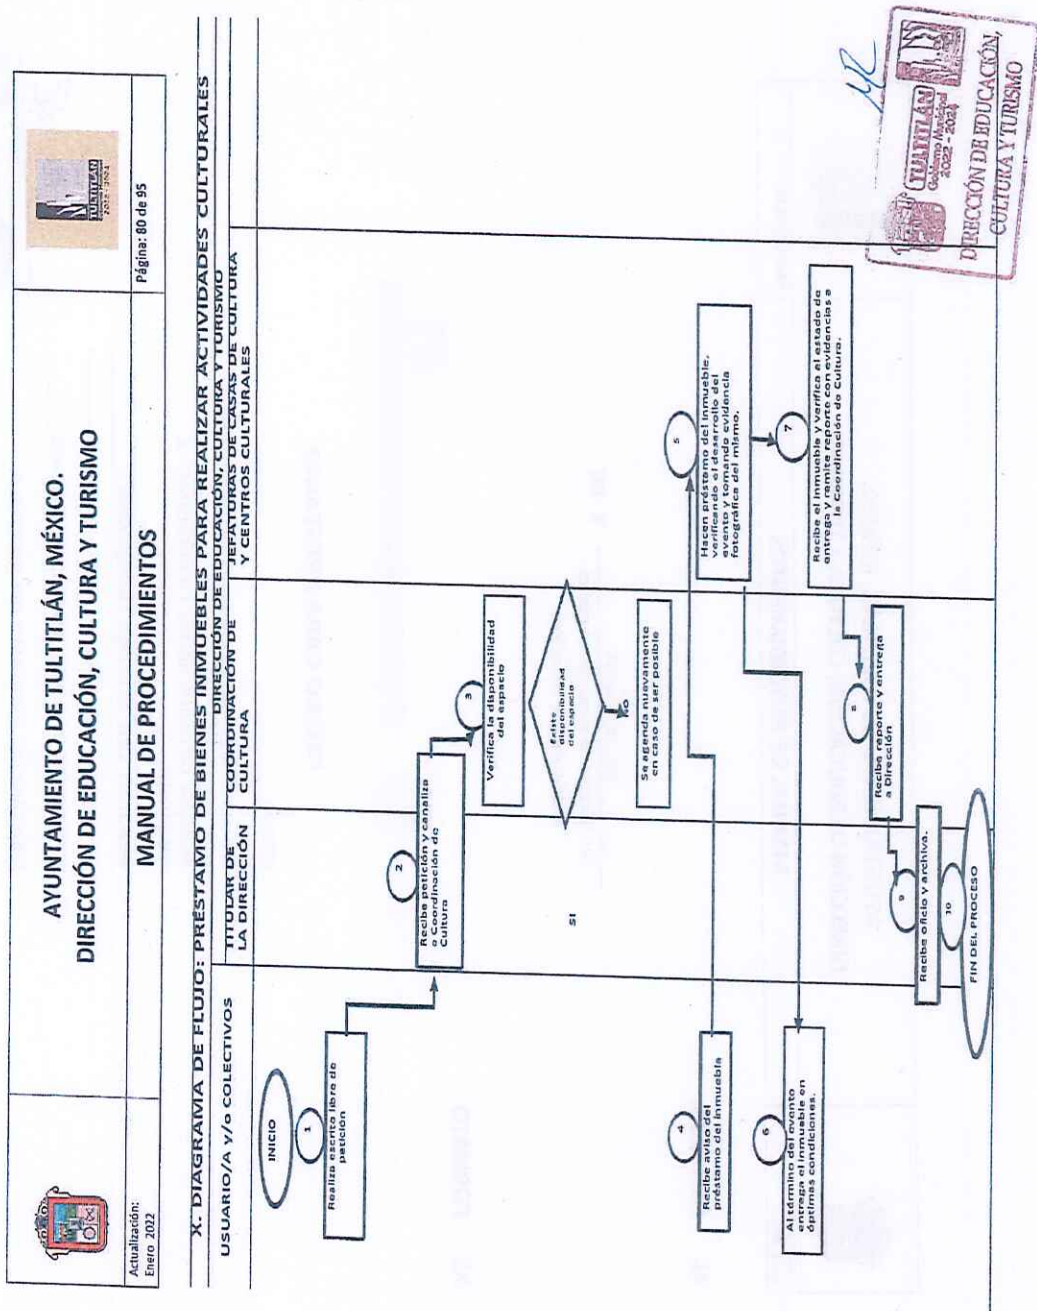 AYUNTAMIENTO DE TULTITLÁN, MÉXICO.
DIRECCIÓN DE EDUCACIÓN, CULTURA Y TURISMO
TULTITLÁN
2022 - 2024
Actualización:
Enero 2022
MANUAL DE PROCEDIMIENTOS
Página: 80 de 95
X. DIAGRAMA DE FLUJO: PRÉSTAMO DE BIENES INMUEBLES PARA REALIZAR ACTIVIDADES CULTURALES
DIRECCIÓN DE EDUCACIÓN, CULTURA Y TURISMO
USUARIO/A y/o COLECTIVOS
TITULAR DE
LA DIRECCIÓN
COORDINACIÓN DE
CULTURA
JEFATURAS DE CASAS DE CULTURA
Y CENTROS CULTURALES
INICIO
1
Realiza escrito libre de
petición
2
Recibe petición y canaliza
a Coordinación de
Cultura
3
Verifica la disponibilidad
del espacio
Existe
disponibilidad
del espacio
SI
NO
Se agenda nuevamente
en caso de ser posible
4
Recibe aviso del
préstamo del inmueble
5
Hacen préstamo del inmueble,
verificando el desarrollo del
evento y tomando evidencia
fotográfica del mismo.
6
Al término del evento
entrega el inmueble en
óptimas condiciones.
7
Recibe el inmueble y verifica el estado de
entrega y remite reporte con evidencias a
la Coordinación de Cultura.
8
Recibe reporte y entrega
a Dirección
9
Recibe oficio y archiva.
10
FIN DEL PROCESO
TULTITLÁN
Gobierno Municipal
2022 - 2024
DIRECCIÓN DE EDUCACIÓN,
CULTURA Y TURISMO